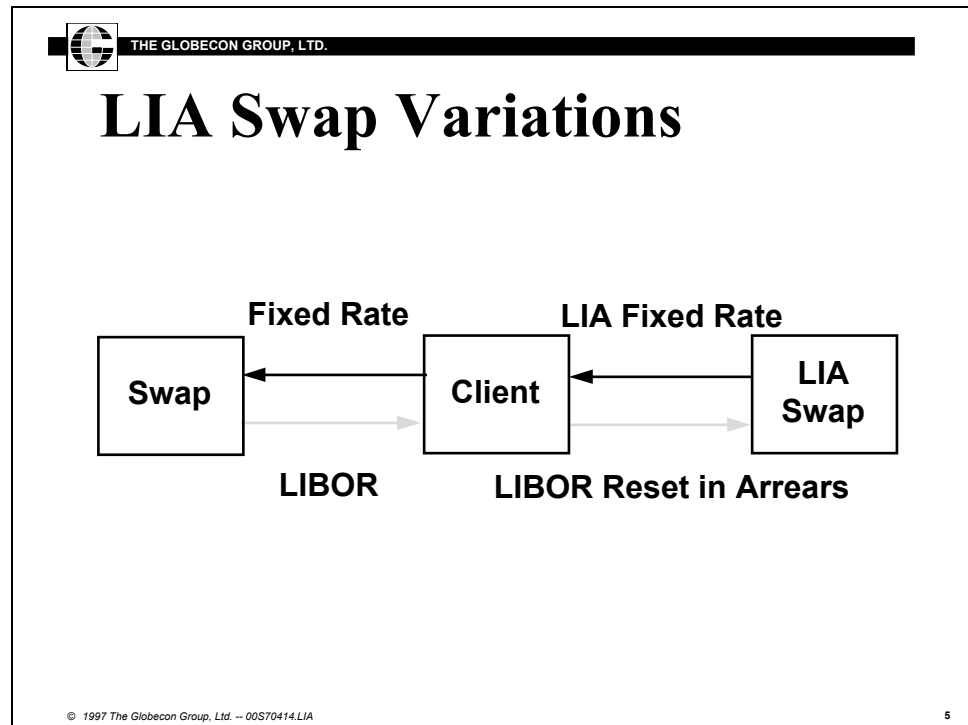 THE GLOBECON GROUP, LTD.
LIA Swap Variations
Fixed Rate
LIA Fixed Rate
Swap
Client
LIA
Swap
LIBOR
LIBOR Reset in Arrears
© 1997 The Globecon Group, Ltd. -- 00S70414.LIA
5